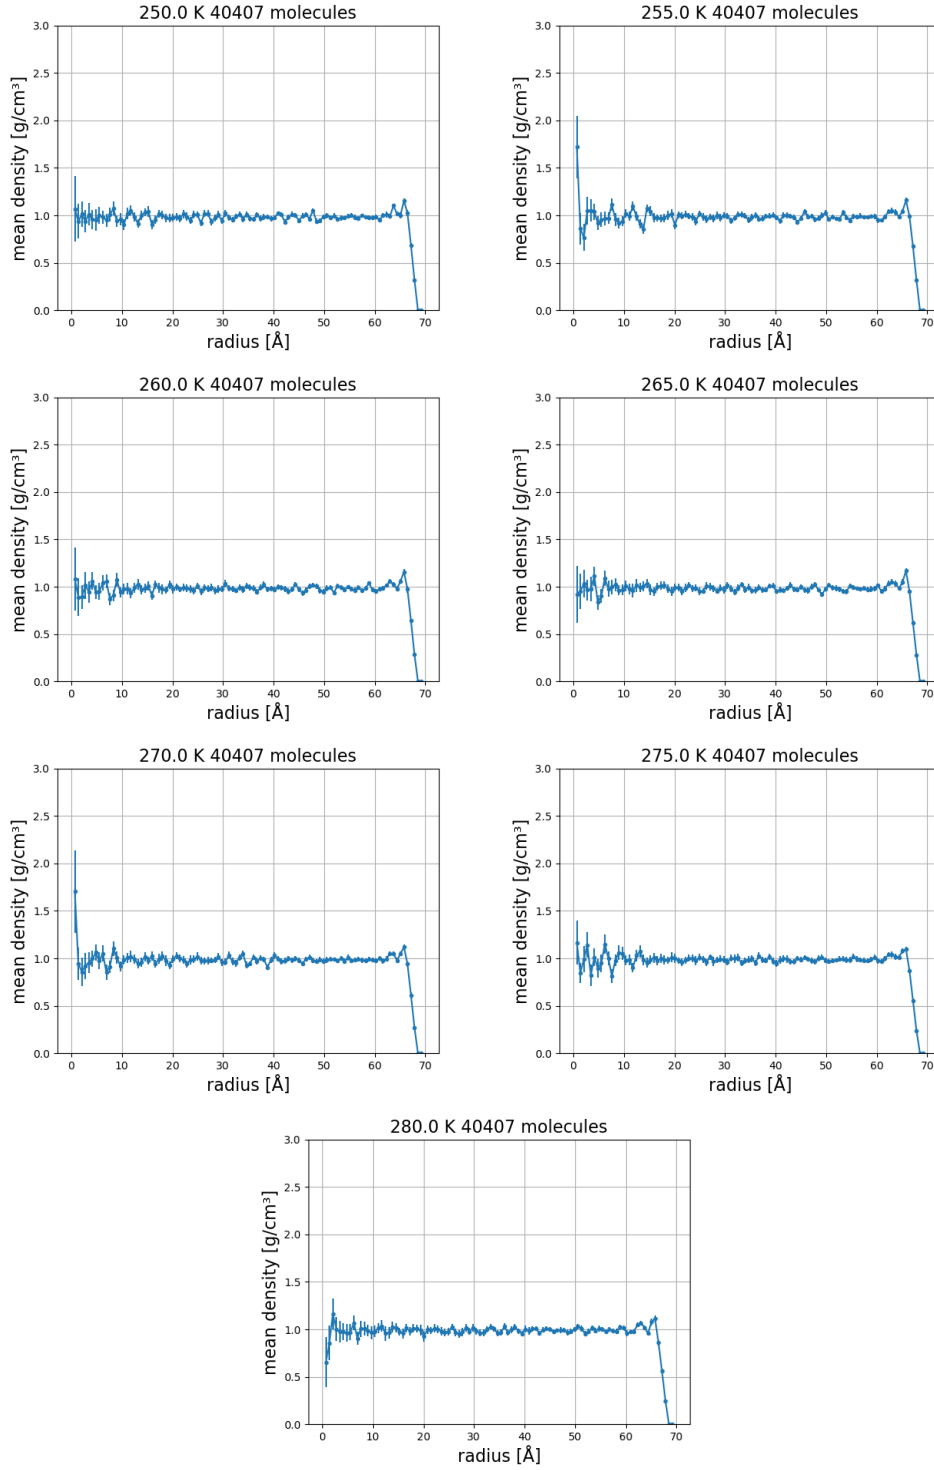 250.0 K 40407 molecules
3.0
2.5
2.0
1.5
1.0
0.5
0.0
mean density [g/cm³]
0 10 20 30 40 50 60 70
radius [Å]
255.0 K 40407 molecules
3.0
2.5
2.0
1.5
1.0
0.5
0.0
mean density [g/cm³]
0 10 20 30 40 50 60 70
radius [Å]
260.0 K 40407 molecules
3.0
2.5
2.0
1.5
1.0
0.5
0.0
mean density [g/cm³]
0 10 20 30 40 50 60 70
radius [Å]
265.0 K 40407 molecules
3.0
2.5
2.0
1.5
1.0
0.5
0.0
mean density [g/cm³]
0 10 20 30 40 50 60 70
radius [Å]
270.0 K 40407 molecules
3.0
2.5
2.0
1.5
1.0
0.5
0.0
mean density [g/cm³]
0 10 20 30 40 50 60 70
radius [Å]
275.0 K 40407 molecules
3.0
2.5
2.0
1.5
1.0
0.5
0.0
mean density [g/cm³]
0 10 20 30 40 50 60 70
radius [Å]
280.0 K 40407 molecules
3.0
2.5
2.0
1.5
1.0
0.5
0.0
mean density [g/cm³]
0 10 20 30 40 50 60 70
radius [Å]